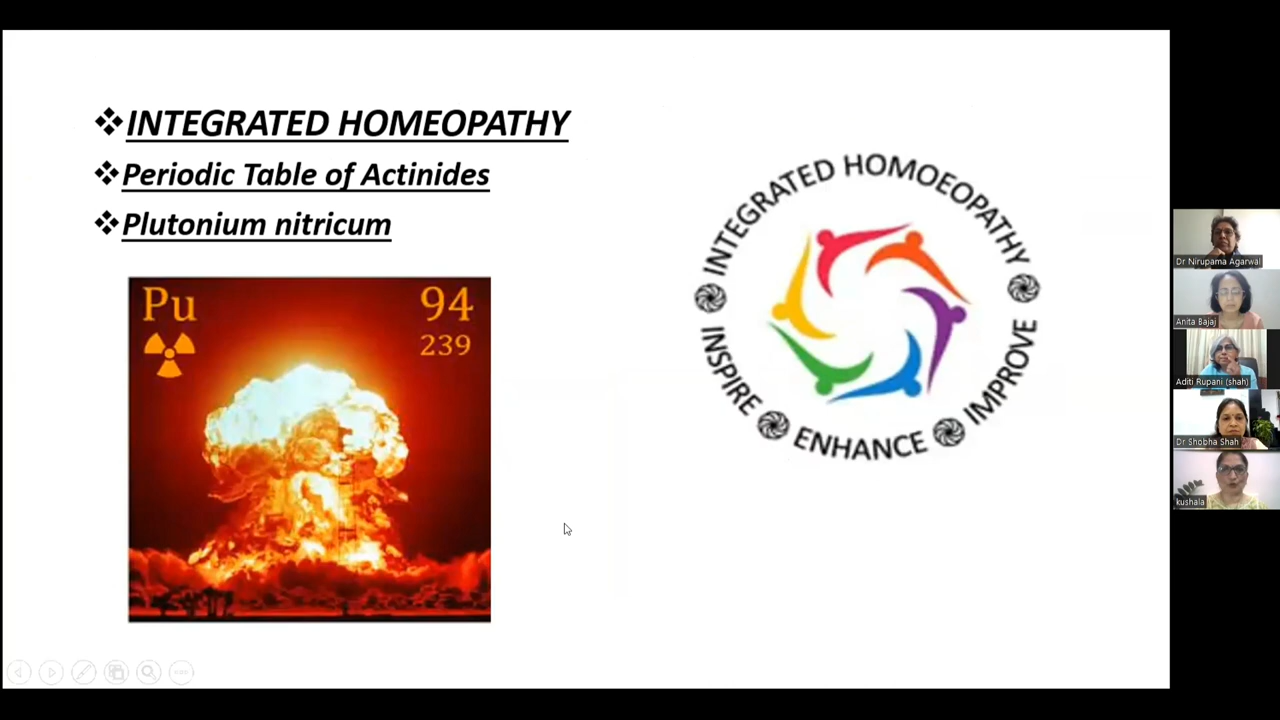 ❖INTEGRATED HOMEOPATHY
❖Periodic Table of Actinides
❖Plutonium nitricum
Pu 94
239
INTEGRATED HOMOEOPATHY
INSPIRE ENHANCE IMPROVE
Dr Nirupama Agarwal
Anita Bajaj
Aditi Rupani (shah)
Dr Shobha Shah
kushala